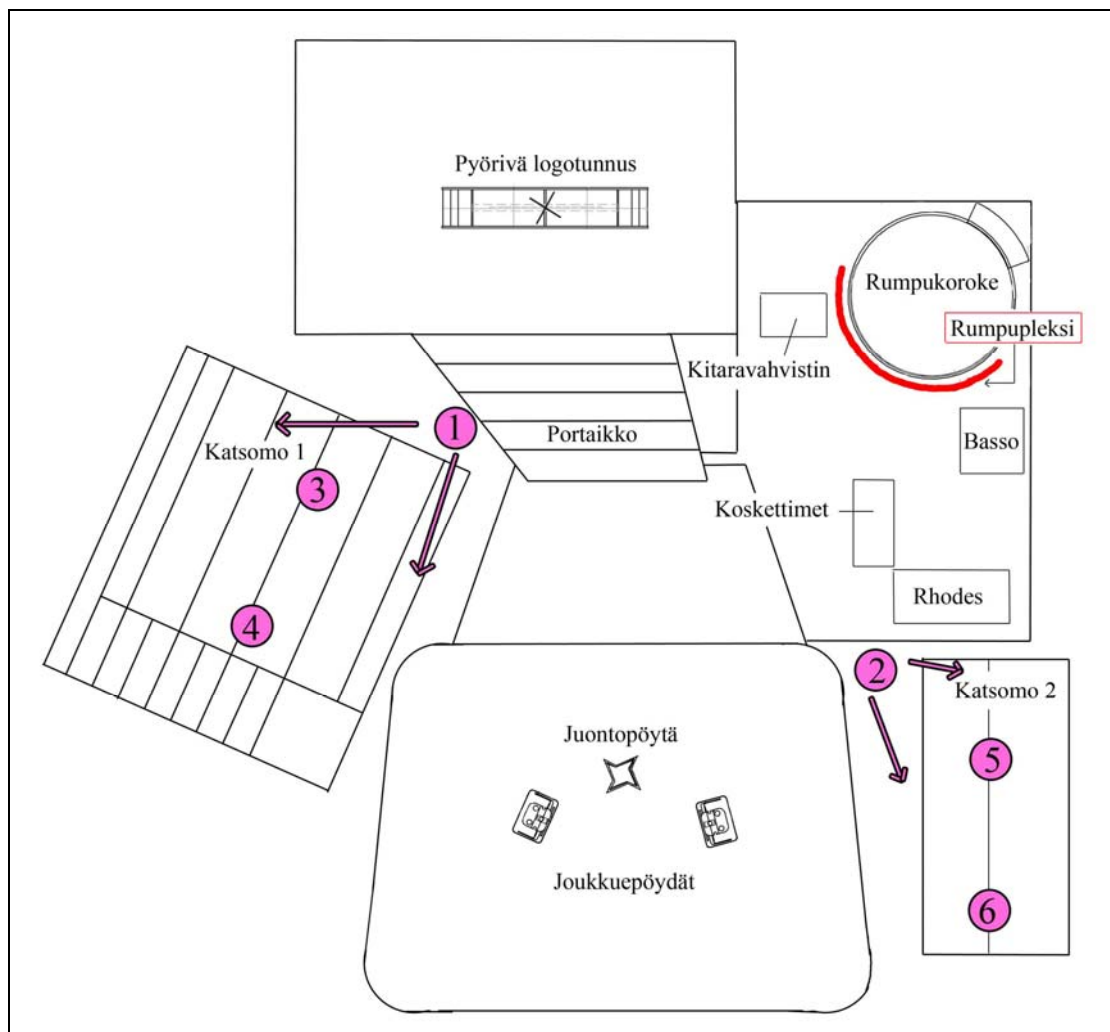 Pyörivä logotunnus
Rumpukoroke
Rumpupleksi
Kitaravahvistin
1
Portaikko
Basso
Katsomo 1
3
Koskettimet
Rhodes
4
2
Katsomo 2
Juontopöytä
5
Joukkuepöydät
6